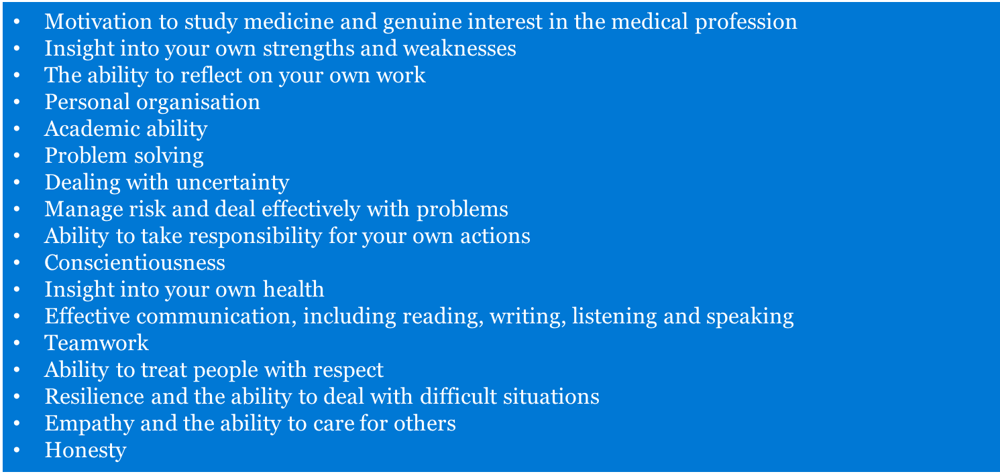 • Motivation to study medicine and genuine interest in the medical profession
• Insight into your own strengths and weaknesses
• The ability to reflect on your own work
• Personal organisation
• Academic ability
• Problem solving
• Dealing with uncertainty
• Manage risk and deal effectively with problems
• Ability to take responsibility for your own actions
• Conscientiousness
• Insight into your own health
• Effective communication, including reading, writing, listening and speaking
• Teamwork
• Ability to treat people with respect
• Resilience and the ability to deal with difficult situations
• Empathy and the ability to care for others
• Honesty